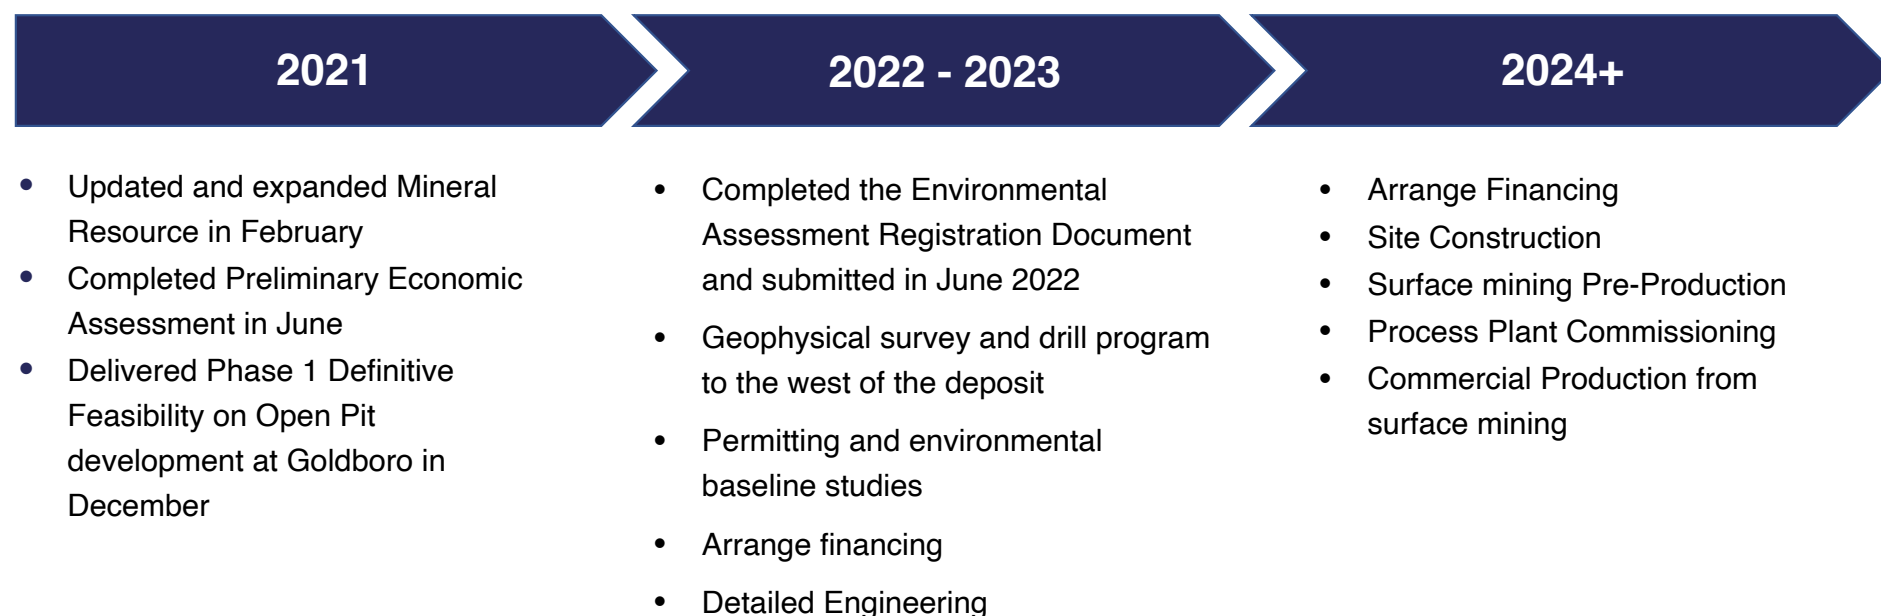 2021
• Updated and expanded Mineral
Resource in February
• Completed Preliminary Economic
Assessment in June
• Delivered Phase 1 Definitive
Feasibility on Open Pit
development at Goldboro in
December
2022 - 2023
• Completed the Environmental
Assessment Registration Document
and submitted in June 2022
• Geophysical survey and drill program
to the west of the deposit
• Permitting and environmental
baseline studies
• Arrange financing
• Detailed Engineering
2024+
• Arrange Financing
• Site Construction
• Surface mining Pre-Production
• Process Plant Commissioning
• Commercial Production from
surface mining